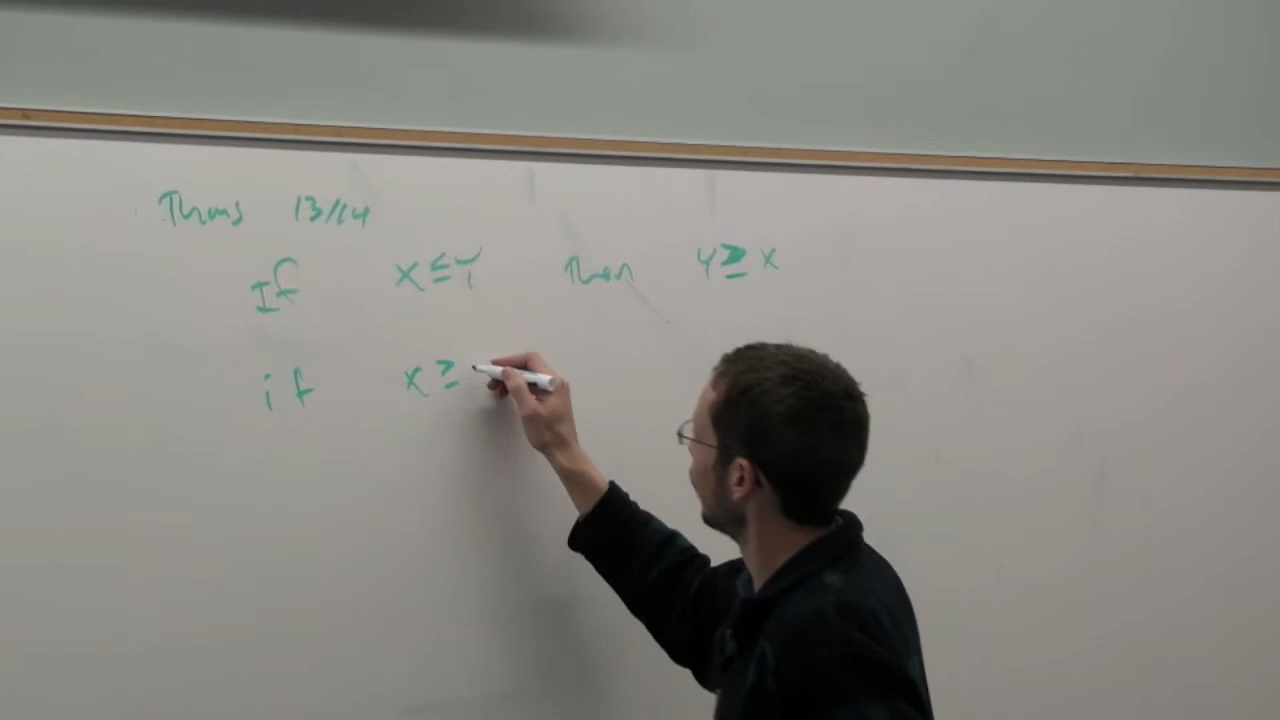 Thms 13/14
If x ≤ Y Then y ≥ x
if x ≥